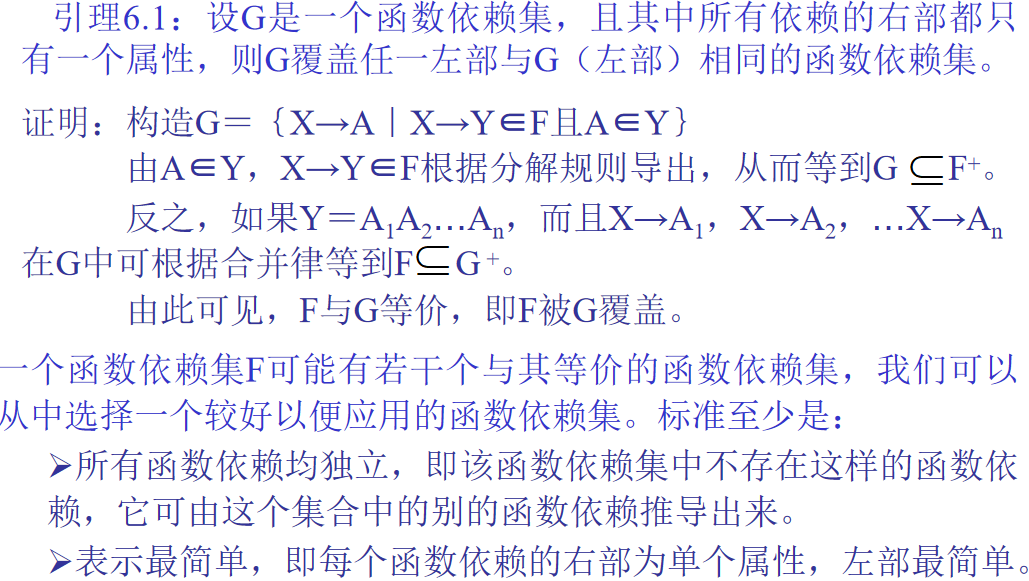 引理6.1：设G是一个函数依赖集，且其中所有依赖的右部都只
有一个属性，则G覆盖任一左部与G（左部）相同的函数依赖集。
证明：构造G＝｛X→A｜X→Y∈F且A∈Y｝
由A∈Y，X→Y∈F根据分解规则导出，从而等到G ⊆F⁺。
反之，如果Y＝A₁A₂…Aₙ，而且X→A₁，X→A₂，…X→Aₙ
在G中可根据合并律等到F⊆G⁺。
由此可见，F与G等价，即F被G覆盖。
一个函数依赖集F可能有若干个与其等价的函数依赖集，我们可以
从中选择一个较好以便应用的函数依赖集。标准至少是：
➢所有函数依赖均独立，即该函数依赖集中不存在这样的函数依
赖，它可由这个集合中的别的函数依赖推导出来。
➢表示最简单，即每个函数依赖的右部为单个属性，左部最简单。